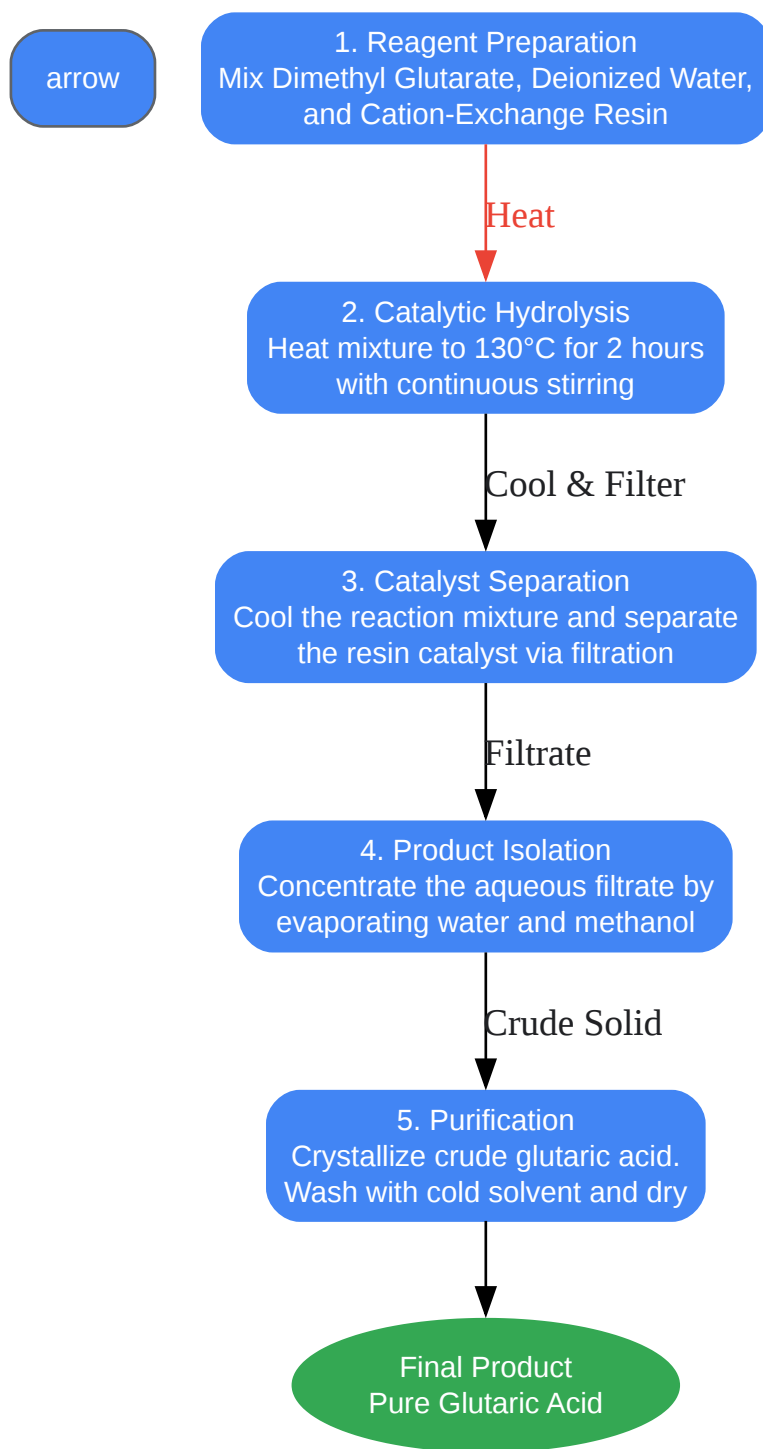 arrow
1. Reagent Preparation
Mix Dimethyl Glutarate, Deionized Water,
and Cation-Exchange Resin
Heat
2. Catalytic Hydrolysis
Heat mixture to 130°C for 2 hours
with continuous stirring
Cool & Filter
3. Catalyst Separation
Cool the reaction mixture and separate
the resin catalyst via filtration
Filtrate
4. Product Isolation
Concentrate the aqueous filtrate by
evaporating water and methanol
Crude Solid
5. Purification
Crystallize crude glutaric acid.
Wash with cold solvent and dry
Final Product
Pure Glutaric Acid